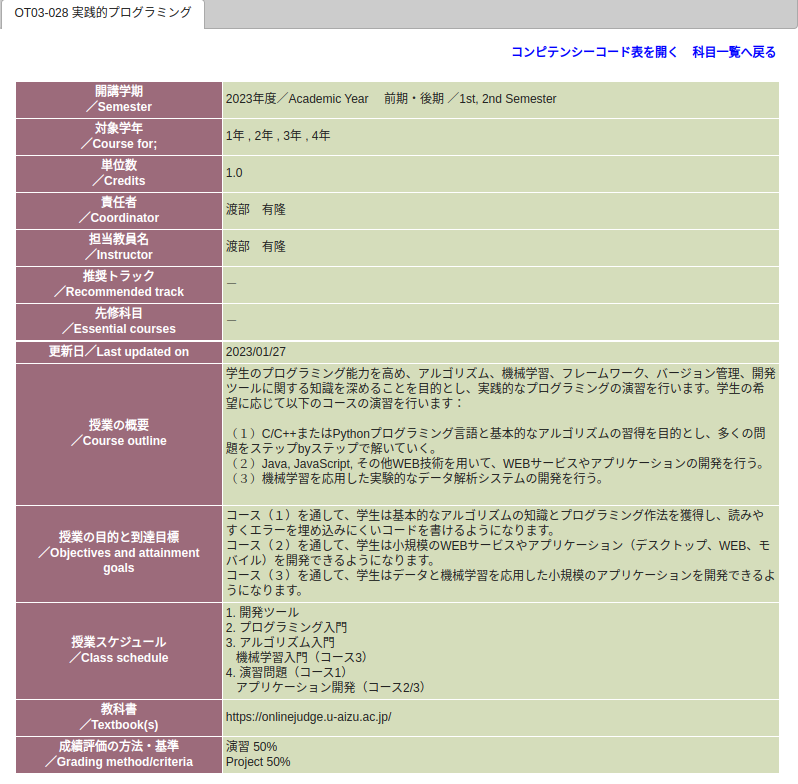 OT03-028 実践的プログラミング
コンピテンシーコード表を開く　科目一覧へ戻る
開講学期
／Semester
2023年度／Academic Year　前期・後期 ／1st, 2nd Semester
対象学年
／Course for;
1年 , 2年 , 3年 , 4年
単位数
／Credits
1.0
責任者
／Coordinator
渡部　有隆
担当教員名
／Instructor
渡部　有隆
推奨トラック
／Recommended track
－
先修科目
／Essential courses
－
更新日／Last updated on
2023/01/27
授業の概要
／Course outline
学生のプログラミング能力を高め、アルゴリズム、機械学習、フレームワーク、バージョン管理、開発
ツールに関する知識を深めることを目的とし、実践的なプログラミングの演習を行います。学生の希
望に応じて以下のコースの演習を行います：
（１）C/C++またはPythonプログラミング言語と基本的なアルゴリズムの習得を目的とし、多くの問
題をステップbyステップで解いていく。
（２）Java, JavaScript, その他WEB技術を用いて、WEBサービスやアプリケーションの開発を行う。
（３）機械学習を応用した実験的なデータ解析システムの開発を行う。
授業の目的と到達目標
／Objectives and attainment
goals
コース（１）を通して、学生は基本的なアルゴリズムの知識とプログラミング作法を獲得し、読みや
すくエラーを埋め込みにくいコードを書けるようになります。
コース（２）を通して、学生は小規模のWEBサービスやアプリケーション（デスクトップ、WEB、モ
バイル）を開発できるようになります。
コース（３）を通して、学生はデータと機械学習を応用した小規模のアプリケーションを開発できるよ
うになります。
授業スケジュール
／Class schedule
1. 開発ツール
2. プログラミング入門
3. アルゴリズム入門
機械学習入門（コース3）
4. 演習問題（コース1）
アプリケーション開発（コース2/3）
教科書
／Textbook(s)
https://onlinejudge.u-aizu.ac.jp/
成績評価の方法・基準
／Grading method/criteria
演習 50%
Project 50%